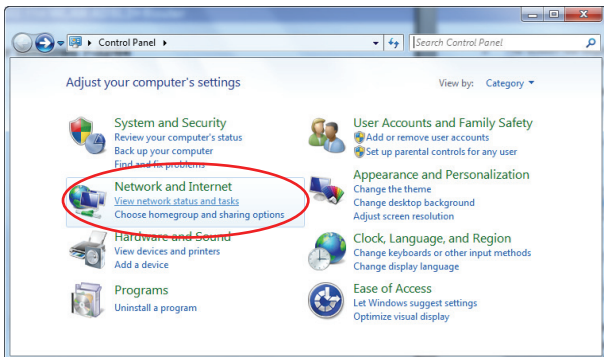 Control Panel
Search Control Panel
Adjust your computer's settings
View by: Category
System and Security
Review your computer's status
Back up your computer
Find and fix problems
Network and Internet
View network status and tasks
Choose homegroup and sharing options
Hardware and Sound
View devices and printers
Add a device
Programs
Uninstall a program
User Accounts and Family Safety
Add or remove user accounts
Set up parental controls for any user
Appearance and Personalization
Change the theme
Change desktop background
Adjust screen resolution
Clock, Language, and Region
Change keyboards or other input methods
Change display language
Ease of Access
Let Windows suggest settings
Optimize visual display